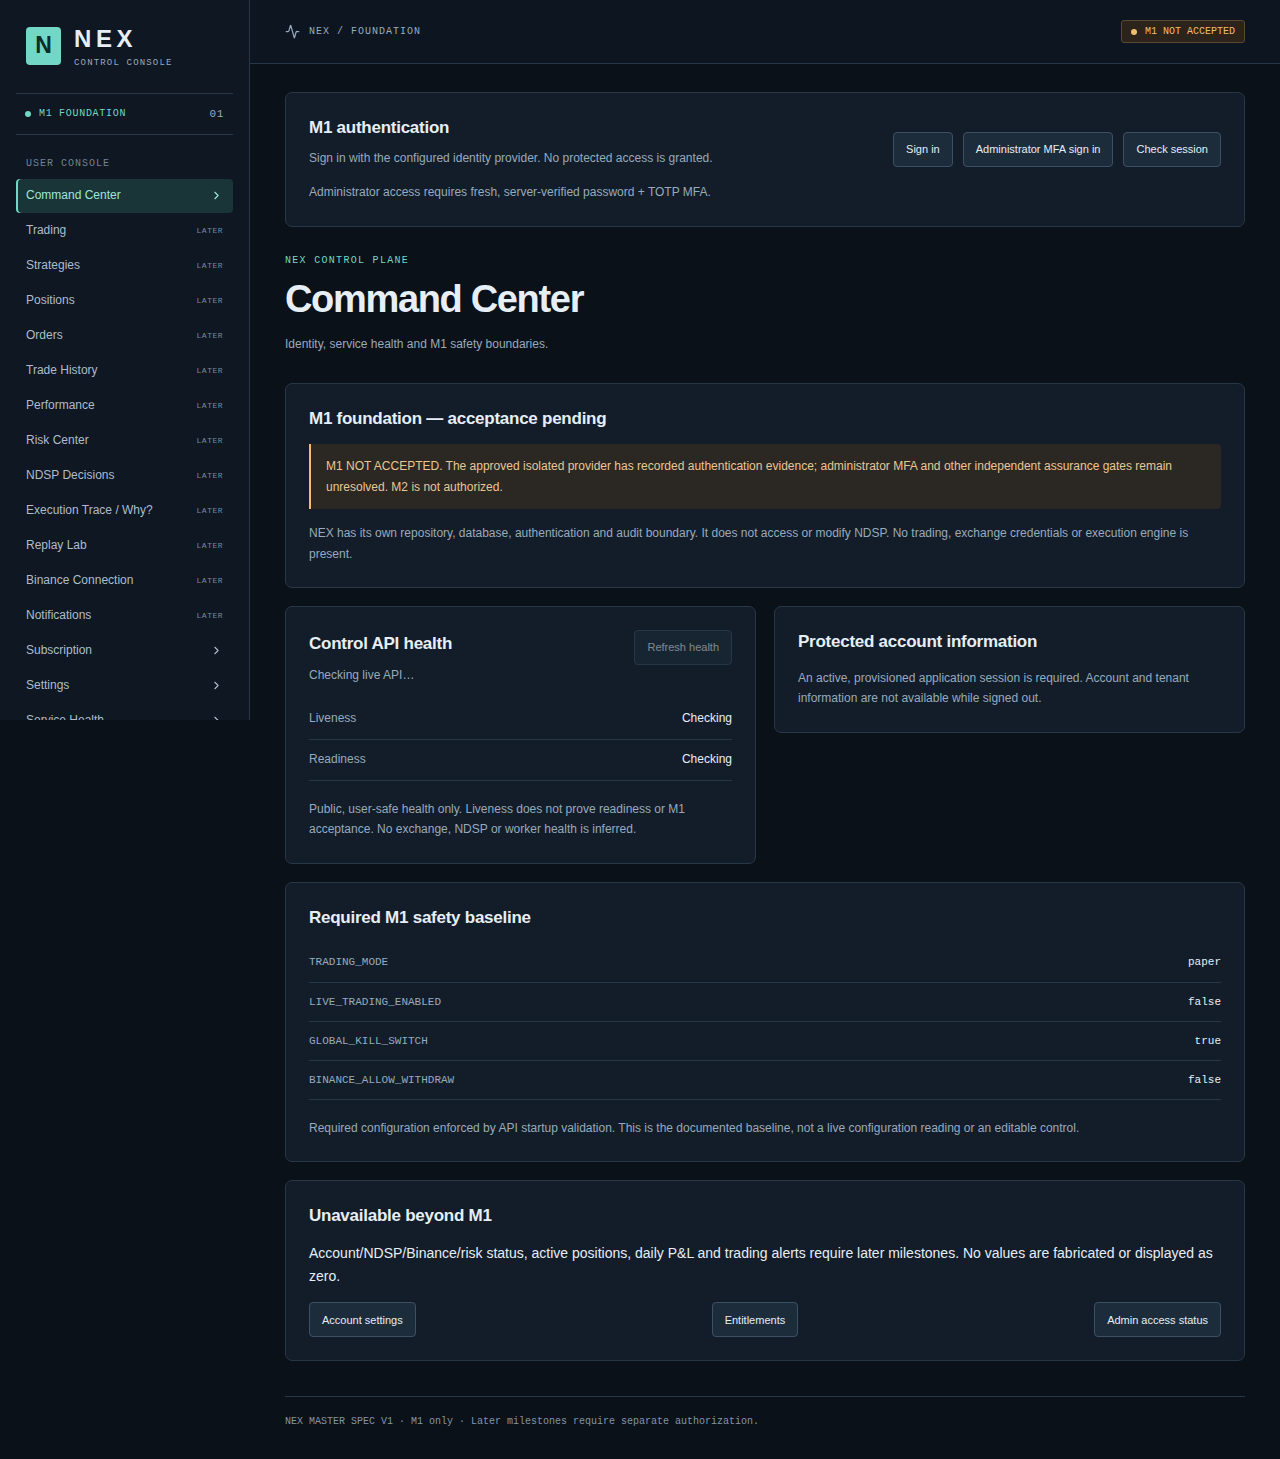 N
NEX
CONTROL CONSOLE
M1 FOUNDATION 01
USER CONSOLE
Command Center
Trading LATER
Strategies LATER
Positions LATER
Orders LATER
Trade History LATER
Performance LATER
Risk Center LATER
NDSP Decisions LATER
Execution Trace / Why? LATER
Replay Lab LATER
Binance Connection LATER
Notifications LATER
Subscription
Settings
Service Health
NEX / FOUNDATION
M1 NOT ACCEPTED
M1 authentication
Sign in with the configured identity provider. No protected access is granted.
Administrator access requires fresh, server-verified password + TOTP MFA.
Sign in
Administrator MFA sign in
Check session
NEX CONTROL PLANE
Command Center
Identity, service health and M1 safety boundaries.
M1 foundation — acceptance pending
M1 NOT ACCEPTED. The approved isolated provider has recorded authentication evidence; administrator MFA and other independent assurance gates remain
unresolved. M2 is not authorized.
NEX has its own repository, database, authentication and audit boundary. It does not access or modify NDSP. No trading, exchange credentials or execution engine is
present.
Control API health
Refresh health
Checking live API…
Liveness Checking
Readiness Checking
Public, user-safe health only. Liveness does not prove readiness or M1
acceptance. No exchange, NDSP or worker health is inferred.
Protected account information
An active, provisioned application session is required. Account and tenant
information are not available while signed out.
Required M1 safety baseline
TRADING_MODE paper
LIVE_TRADING_ENABLED false
GLOBAL_KILL_SWITCH true
BINANCE_ALLOW_WITHDRAW false
Required configuration enforced by API startup validation. This is the documented baseline, not a live configuration reading or an editable control.
Unavailable beyond M1
Account/NDSP/Binance/risk status, active positions, daily P&L and trading alerts require later milestones. No values are fabricated or displayed as
zero.
Account settings
Entitlements
Admin access status
NEX MASTER SPEC V1 · M1 only · Later milestones require separate authorization.